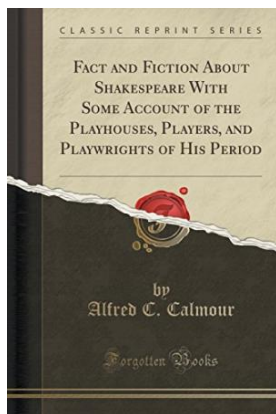 CLASSIC REPRINT SERIES
FACT AND FICTION ABOUT
SHAKESPEARE WITH
SOME ACCOUNT OF THE
PLAYHOUSES, PLAYERS, AND
PLAYWRIGHTS OF HIS PERIOD
by
Alfred C. Calmour
Forgotten Books